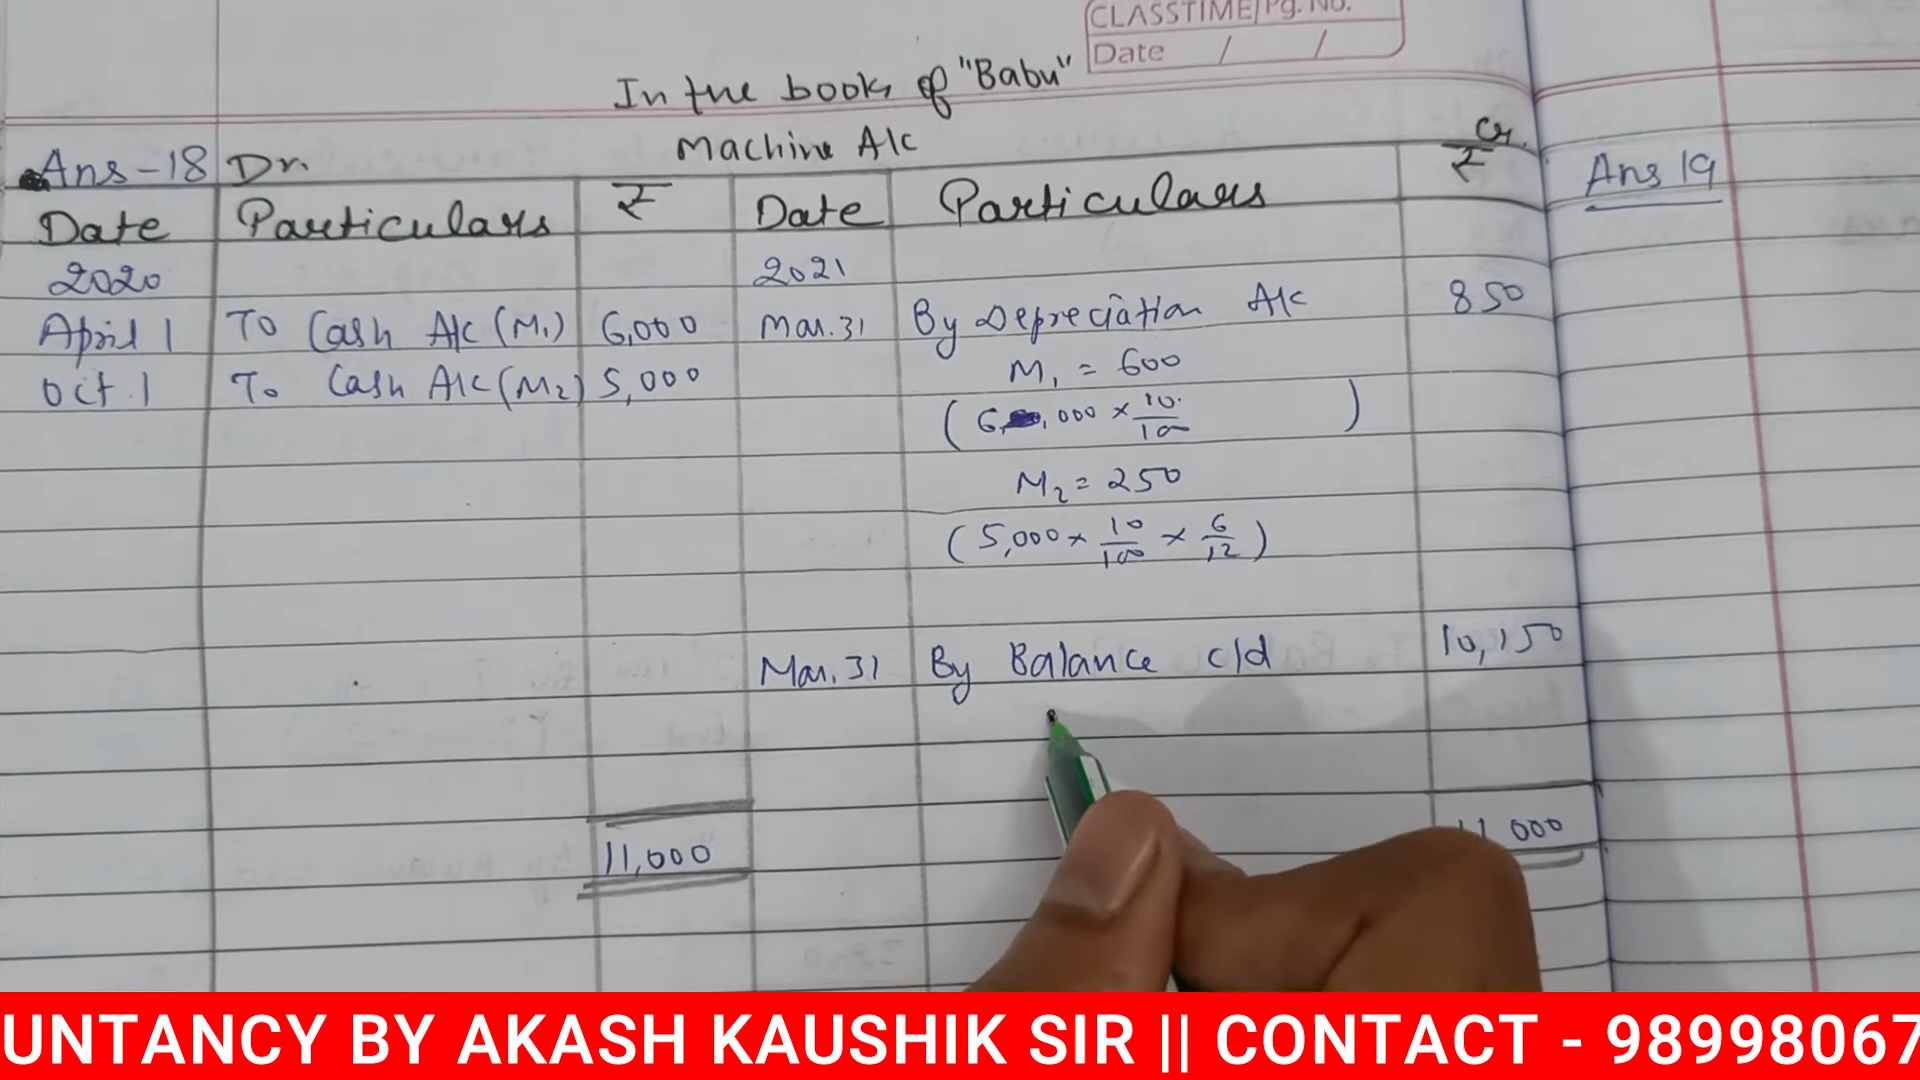 CLASSTIME Pg. No.
Date / /
In the books of "Babu"
Machine A/c
Ans-18 Dr. Cr.
Ans 19
Date Particulars ₹ Date Particulars ₹
2020 2021
April 1 To Cash A/c (M₁) 6,000 Mar. 31 By Depreciation A/c 850
Oct. 1 To Cash A/c (M₂) 5,000 M₁ = 600
(6,000 × 10/100)
M₂ = 250
(5,000 × 10/100 × 6/12)
Mar. 31 By Balance c/d 10,150
11,000 11 000
UNTANCY BY AKASH KAUSHIK SIR || CONTACT - 98998067